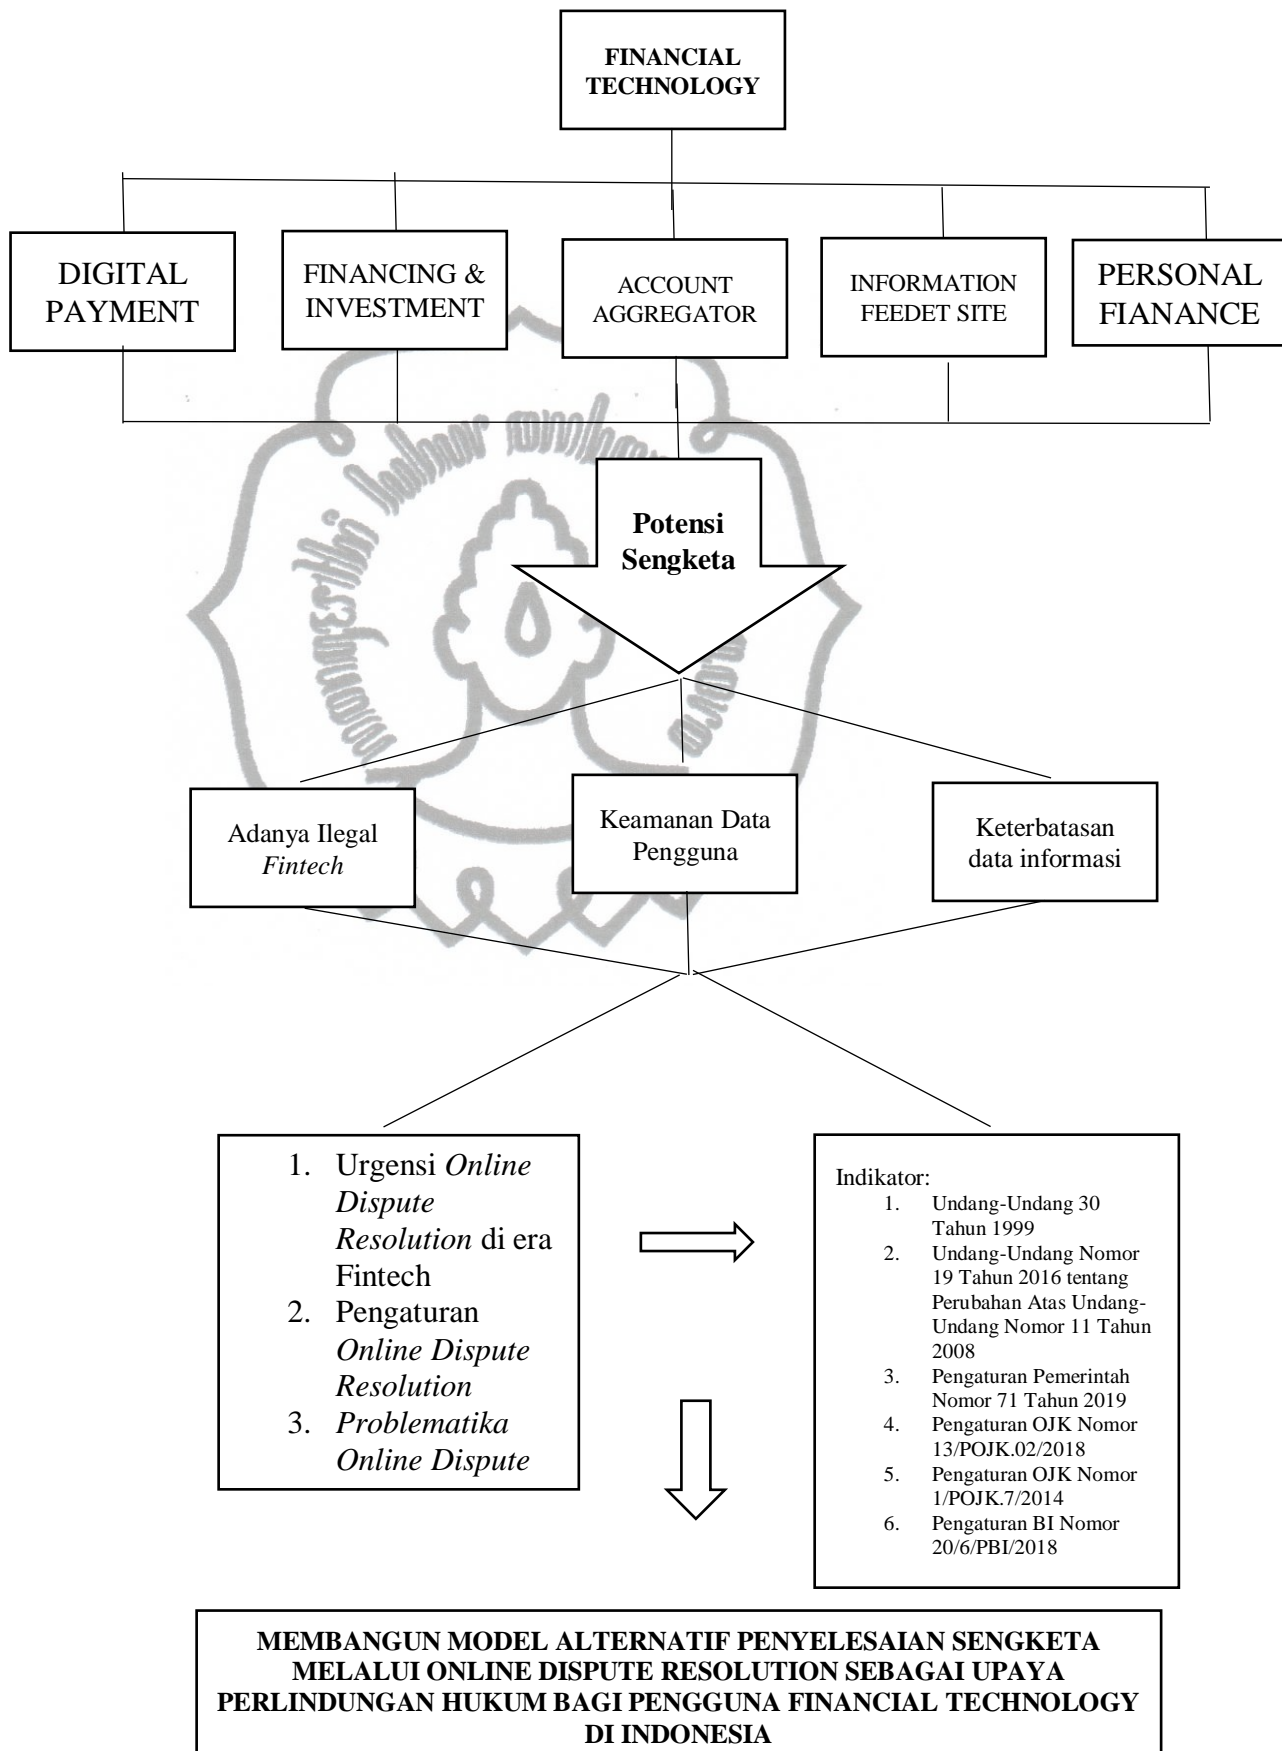 FINANCIAL
TECHNOLOGY
DIGITAL
PAYMENT
FINANCING &
INVESTMENT
ACCOUNT
AGGREGATOR
INFORMATION
FEEDET SITE
PERSONAL
FIANANCE
Potensi
Sengketa
Adanya Ilegal
Fintech
Keamanan Data
Pengguna
Keterbatasan
data informasi
1. Urgensi Online
Dispute
Resolution di era
Fintech
2. Pengaturan
Online Dispute
Resolution
3. Problematika
Online Dispute
Indikator:
1. Undang-Undang 30
Tahun 1999
2. Undang-Undang Nomor
19 Tahun 2016 tentang
Perubahan Atas Undang-
Undang Nomor 11 Tahun
2008
3. Pengaturan Pemerintah
Nomor 71 Tahun 2019
4. Pengaturan OJK Nomor
13/POJK.02/2018
5. Pengaturan OJK Nomor
1/POJK.7/2014
6. Pengaturan BI Nomor
20/6/PBI/2018
MEMBANGUN MODEL ALTERNATIF PENYELESAIAN SENGKETA
MELALUI ONLINE DISPUTE RESOLUTION SEBAGAI UPAYA
PERLINDUNGAN HUKUM BAGI PENGGUNA FINANCIAL TECHNOLOGY
DI INDONESIA